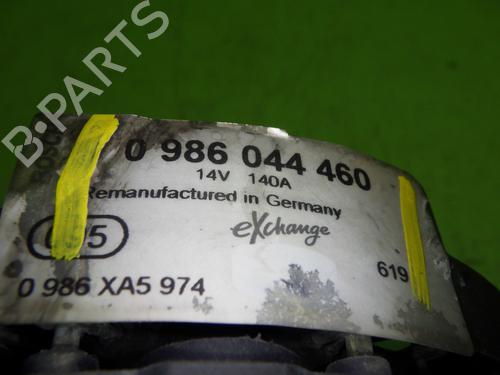 0 986 044 460
14V 140A
Remanufactured in Germany
eXchange
0 986 XA5 974
619
B-PARTS